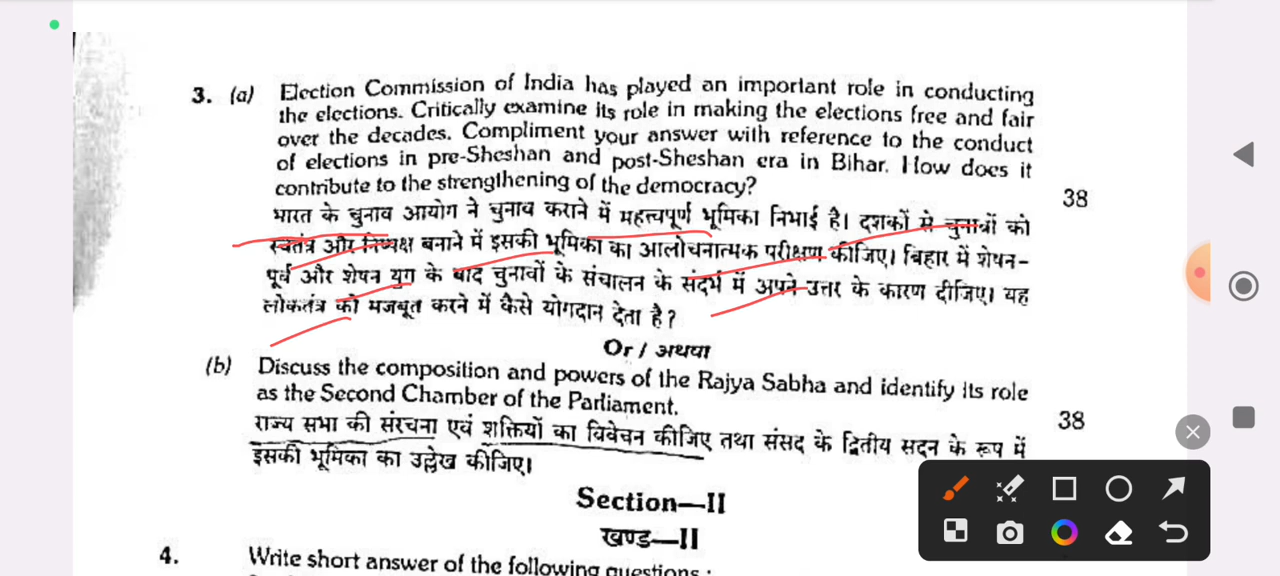 3. (a) Election Commission of India has played an important role in conducting
the elections. Critically examine its role in making the elections free and fair
over the decades. Compliment your answer with reference to the conduct
of elections in pre-Sheshan and post-Sheshan era in Bihar. How does it
contribute to the strengthening of the democracy?
38
भारत के चुनाव आयोग ने चुनाव कराने में महत्त्वपूर्ण भूमिका निभाई है। दशकों से चुनावों को
स्वतंत्र और निष्पक्ष बनाने में इसकी भूमिका का आलोचनात्मक परीक्षण कीजिए। बिहार में शेषन-
पूर्व और शेषन युग के बाद चुनावों के संचालन के संदर्भ में अपने उत्तर के कारण दीजिए। यह
लोकतंत्र को मजबूत करने में कैसे योगदान देता है?
Or / अथवा
(b) Discuss the composition and powers of the Rajya Sabha and identify its role
as the Second Chamber of the Parliament.
38
राज्य सभा की संरचना एवं शक्तियों का विवेचन कीजिए तथा संसद के द्वितीय सदन के रूप में
इसकी भूमिका का उल्लेख कीजिए।
Section—II
खण्ड—II
4. Write short answer of the following questions :